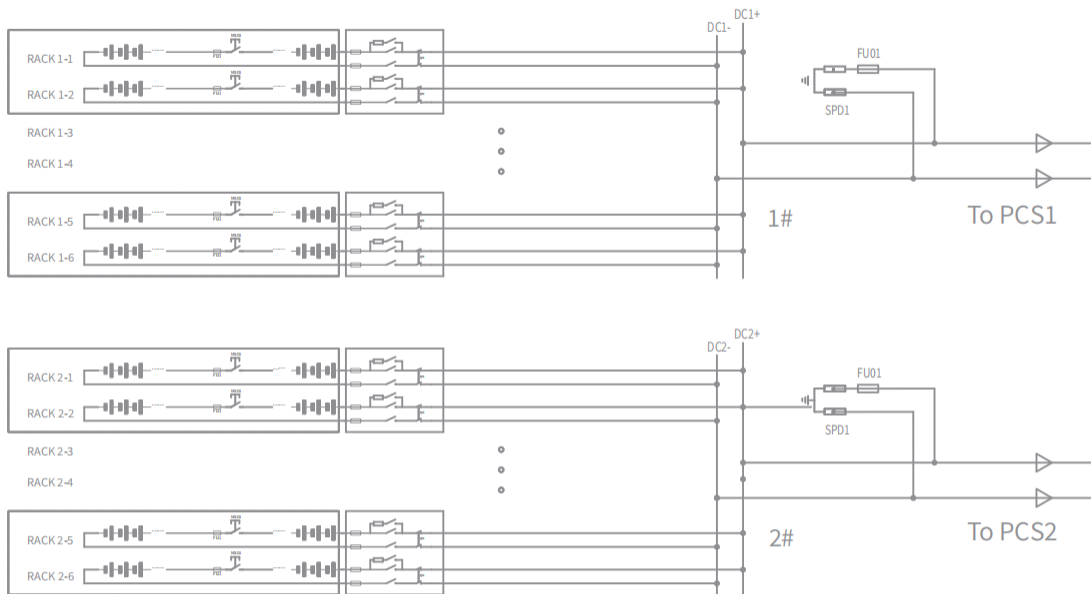 DC1+
DC1-
RACK 1-1
FU01
RACK 1-2
SPD1
RACK 1-3
RACK 1-4
RACK 1-5
1#
To PCS1
RACK 1-6
DC2+
DC2-
RACK 2-1
FU01
RACK 2-2
SPD1
RACK 2-3
RACK 2-4
RACK 2-5
2#
To PCS2
RACK 2-6